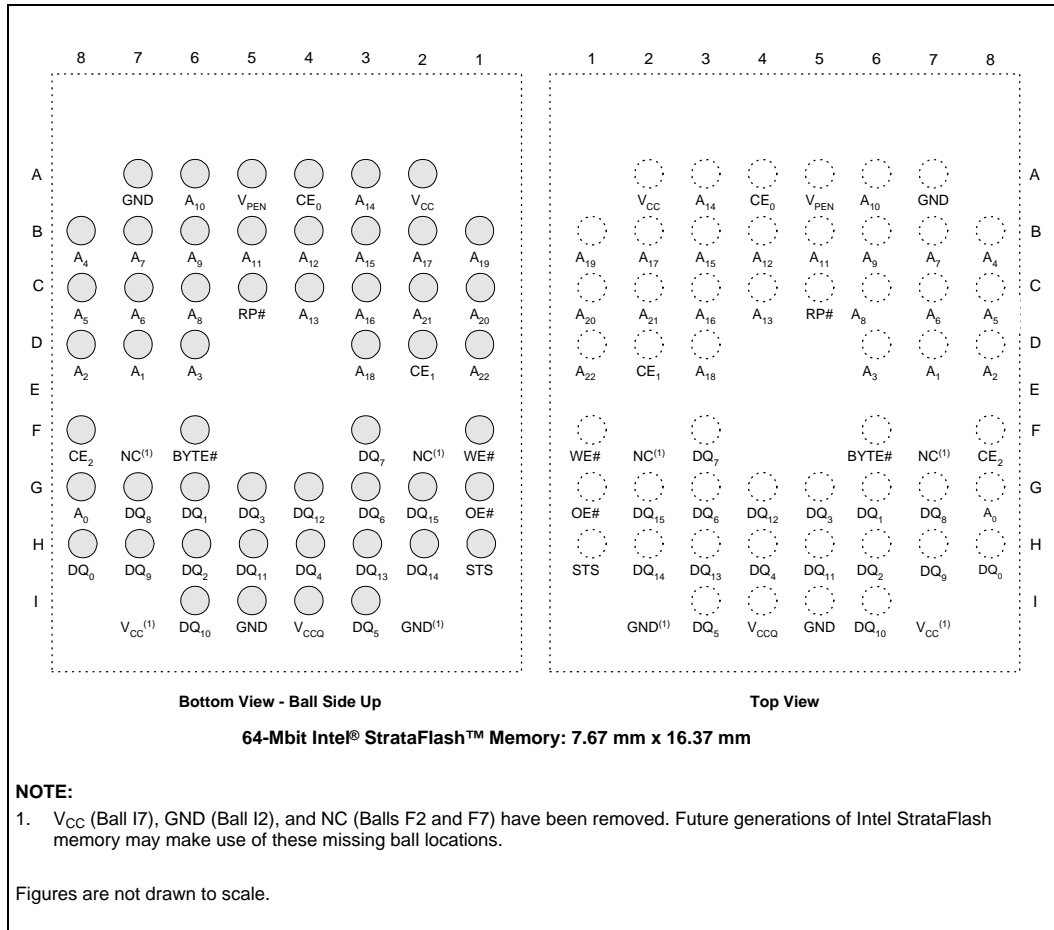 8 7 6 5 4 3 2 1 1 2 3 4 5 6 7 8
A A
GND A₁₀ V_PEN CE₀ A₁₄ V_CC V_CC A₁₄ CE₀ V_PEN A₁₀ GND
B B
A₄ A₇ A₉ A₁₁ A₁₂ A₁₅ A₁₇ A₁₉ A₁₉ A₁₇ A₁₅ A₁₂ A₁₁ A₉ A₇ A₄
C C
A₅ A₆ A₈ RP# A₁₃ A₁₆ A₂₁ A₂₀ A₂₀ A₂₁ A₁₆ A₁₃ RP# A₈ A₆ A₅
D D
A₂ A₁ A₃ A₁₈ CE₁ A₂₂ A₂₂ CE₁ A₁₈ A₃ A₁ A₂
E E
F F
CE₂ NC⁽¹⁾ BYTE# DQ₇ NC⁽¹⁾ WE# WE# NC⁽¹⁾ DQ₇ BYTE# NC⁽¹⁾ CE₂
G G
A₀ DQ₈ DQ₁ DQ₃ DQ₁₂ DQ₆ DQ₁₅ OE# OE# DQ₁₅ DQ₆ DQ₁₂ DQ₃ DQ₁ DQ₈ A₀
H H
DQ₀ DQ₉ DQ₂ DQ₁₁ DQ₄ DQ₁₃ DQ₁₄ STS STS DQ₁₄ DQ₁₃ DQ₄ DQ₁₁ DQ₂ DQ₉ DQ₀
I I
V_CC⁽¹⁾ DQ₁₀ GND V_CCQ DQ₅ GND⁽¹⁾ GND⁽¹⁾ DQ₅ V_CCQ GND DQ₁₀ V_CC⁽¹⁾
Bottom View - Ball Side Up Top View
64-Mbit Intel® StrataFlash™ Memory: 7.67 mm x 16.37 mm
NOTE:
1. V_CC (Ball I7), GND (Ball I2), and NC (Balls F2 and F7) have been removed. Future generations of Intel StrataFlash
memory may make use of these missing ball locations.
Figures are not drawn to scale.